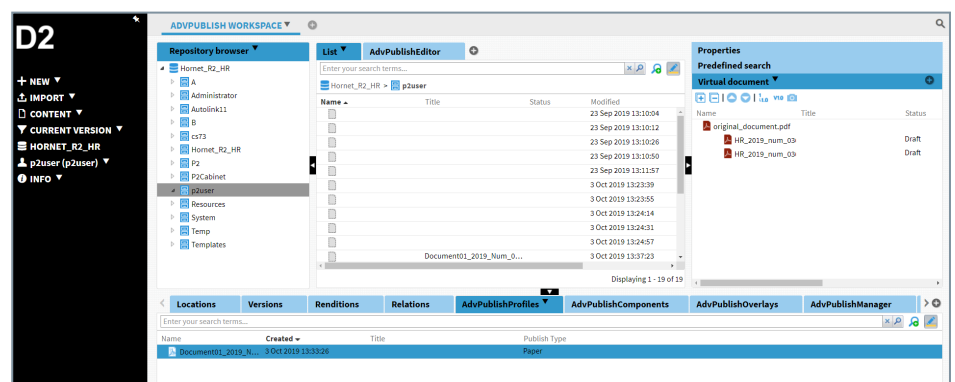 D2
ADVPUBLISH WORKSPACE
NEW
IMPORT
CONTENT
CURRENT VERSION
HORNET_R2_HR
p2user (p2user)
INFO
Repository browser
Hornet_R2_HR
A
Administrator
Autolink11
B
cs73
Hornet_R2_HR
P2
P2Cabinet
p2user
Resources
System
Temp
Templates
List AdvPublishEditor
Enter your search terms...
Hornet_R2_HR > p2user
Name Title Status Modified
23 Sep 2019 13:10:04
23 Sep 2019 13:10:12
23 Sep 2019 13:10:26
23 Sep 2019 13:10:50
23 Sep 2019 13:11:57
3 Oct 2019 13:23:39
3 Oct 2019 13:23:55
3 Oct 2019 13:24:14
3 Oct 2019 13:24:31
3 Oct 2019 13:24:57
Document01_2019_Num_0... 3 Oct 2019 13:37:23
Displaying 1 - 19 of 19
Properties
Predefined search
Virtual document
Name Title Status
original_document.pdf
HR_2019_num_03 Draft
HR_2019_num_03 Draft
Locations Versions Renditions Relations AdvPublishProfiles AdvPublishComponents AdvPublishOverlays AdvPublishManager
Enter your search terms...
Name Created Title Publish Type
Document01_2019_N... 3 Oct 2019 13:33:26 Paper